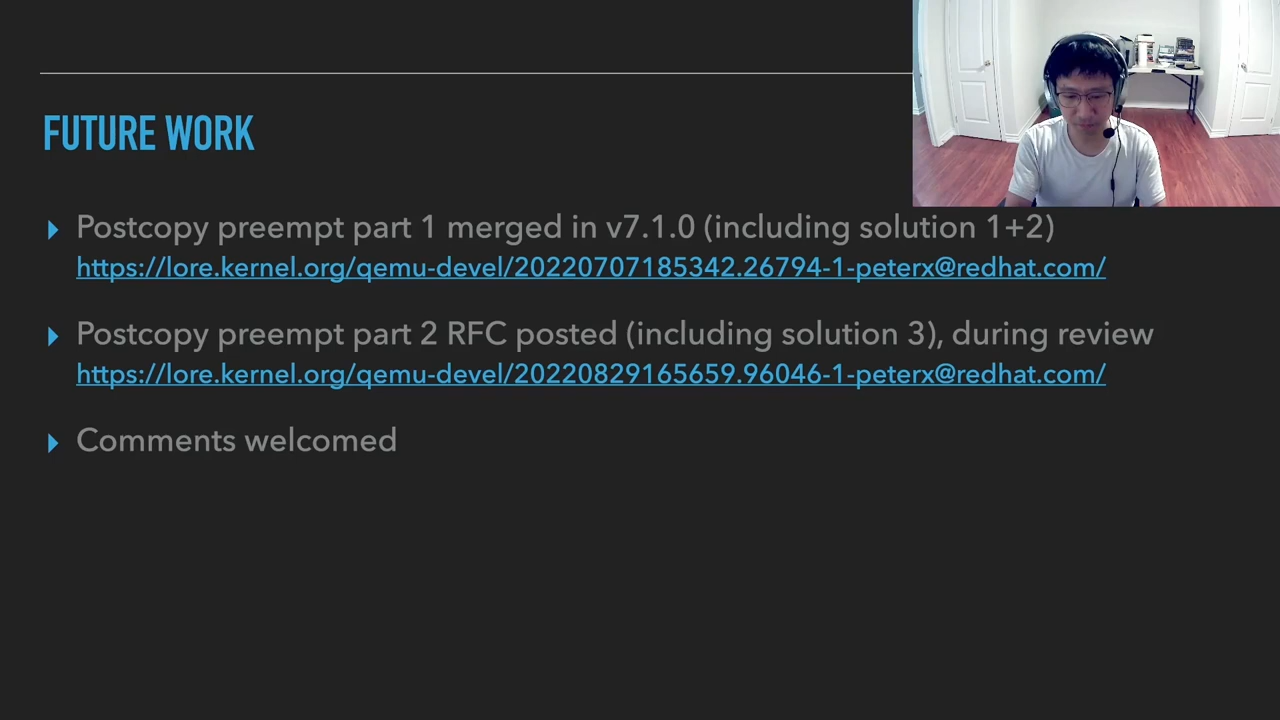 FUTURE WORK
Postcopy preempt part 1 merged in v7.1.0 (including solution 1+2)
https://lore.kernel.org/qemu-devel/20220707185342.26794-1-peterx@redhat.com/
Postcopy preempt part 2 RFC posted (including solution 3), during review
https://lore.kernel.org/qemu-devel/20220829165659.96046-1-peterx@redhat.com/
Comments welcomed